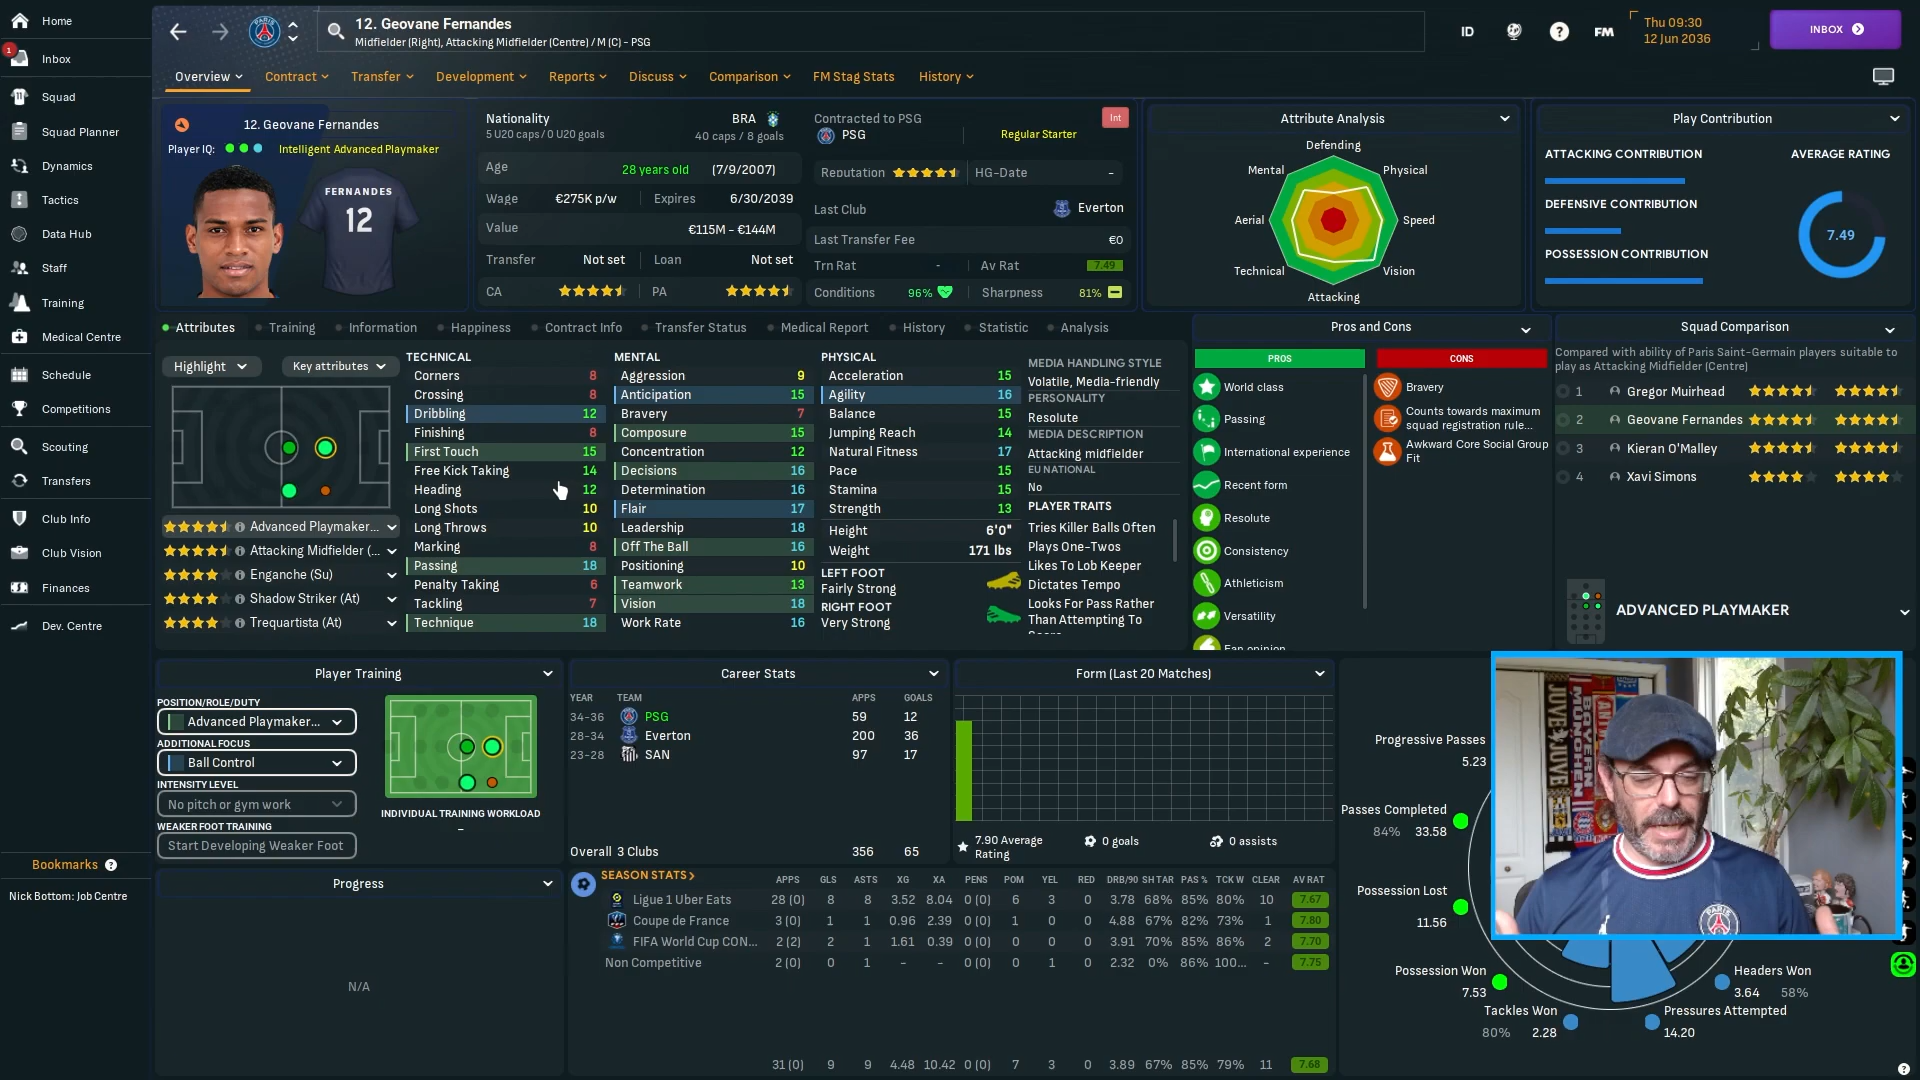 Home
Inbox
1
Squad
Squad Planner
Dynamics
Tactics
Data Hub
Staff
Training
Medical Centre
Schedule
Competitions
Scouting
Transfers
Club Info
Club Vision
Finances
Dev. Centre
Bookmarks ?
Nick Bottom: Job Centre
12. Geovane Fernandes
Midfielder (Right), Attacking Midfielder (Centre) / M (C) - PSG
ID ? FM
Thu 09:30
12 Jun 2036
INBOX
Overview Contract Transfer Development Reports Discuss Comparison FM Stag Stats History
12. Geovane Fernandes
Player IQ: Intelligent Advanced Playmaker
FERNANDES
12
Nationality BRA
5 U20 caps / 0 U20 goals 40 caps / 8 goals
Age 28 years old (7/9/2007)
Wage €275K p/w Expires 6/30/2039
Value €115M - €144M
Transfer Not set Loan Not set
CA PA
Contracted to PSG Int
PSG Regular Starter
Reputation HG-Date -
Last Club Everton
Last Transfer Fee €0
Trn Rat - Av Rat 7.49
Conditions 96% Sharpness 81%
Attribute Analysis
Defending
Mental Physical
Aerial Speed
Technical Vision
Attacking
Play Contribution
ATTACKING CONTRIBUTION AVERAGE RATING
DEFENSIVE CONTRIBUTION
7.49
POSSESSION CONTRIBUTION
Attributes Training Information Happiness Contract Info Transfer Status Medical Report History Statistic Analysis
Highlight Key attributes
Advanced Playmaker...
Attacking Midfielder (...
Enganche (Su)
Shadow Striker (At)
Trequartista (At)
TECHNICAL
Corners 8
Crossing 8
Dribbling 12
Finishing 8
First Touch 15
Free Kick Taking 14
Heading 12
Long Shots 10
Long Throws 10
Marking 8
Passing 18
Penalty Taking 6
Tackling 7
Technique 18
MENTAL
Aggression 9
Anticipation 15
Bravery 7
Composure 15
Concentration 12
Decisions 16
Determination 16
Flair 17
Leadership 18
Off The Ball 16
Positioning 10
Teamwork 13
Vision 18
Work Rate 16
PHYSICAL
Acceleration 15
Agility 16
Balance 15
Jumping Reach 14
Natural Fitness 17
Pace 15
Stamina 15
Strength 13
Height 6'0"
Weight 171 lbs
LEFT FOOT
Fairly Strong
RIGHT FOOT
Very Strong
MEDIA HANDLING STYLE
Volatile, Media-friendly
PERSONALITY
Resolute
MEDIA DESCRIPTION
Attacking midfielder
EU NATIONAL
No
PLAYER TRAITS
Tries Killer Balls Often
Plays One-Twos
Likes To Lob Keeper
Dictates Tempo
Looks For Pass Rather
Than Attempting To
Pros and Cons
PROS CONS
World class
Passing
International experience
Recent form
Resolute
Consistency
Athleticism
Versatility
Fan opinion
Bravery
Counts towards maximum
squad registration rule...
Awkward Core Social Group
Fit
Squad Comparison
Compared with ability of Paris Saint-Germain players suitable to
play as Attacking Midfielder (Centre)
1 Gregor Muirhead
2 Geovane Fernandes
3 Kieran O'Malley
4 Xavi Simons
ADVANCED PLAYMAKER
Player Training
POSITION/ROLE/DUTY
Advanced Playmaker...
ADDITIONAL FOCUS
Ball Control
INTENSITY LEVEL
No pitch or gym work
WEAKER FOOT TRAINING
Start Developing Weaker Foot
INDIVIDUAL TRAINING WORKLOAD
–
Progress
N/A
Career Stats
YEAR TEAM APPS GOALS
34-36 PSG 59 12
28-34 Everton 200 36
23-28 SAN 97 17
Overall 3 Clubs 356 65
Form (Last 20 Matches)
7.90 Average
Rating
0 goals 0 assists
SEASON STATS > APPS GLS ASTS XG XA PENS POM YEL RED DRB/90 SH TAR PAS % TCK W CLEAR AV RAT
Ligue 1 Uber Eats 28 (0) 8 8 3.52 8.04 0 (0) 6 3 0 3.78 68% 85% 80% 10 7.67
Coupe de France 3 (0) 1 1 0.96 2.39 0 (0) 1 0 0 4.88 67% 82% 73% 1 7.80
FIFA World Cup CON... 2 (2) 2 1 1.61 0.39 0 (0) 0 0 0 3.91 70% 85% 86% 2 7.70
Non Competitive 2 (0) 0 1 - - 0 (0) 0 1 0 2.32 0% 86% 100... - 7.75
31 (0) 9 9 4.48 10.42 0 (0) 7 3 0 3.89 67% 85% 79% 11 7.68
Progressive Passes
5.23
Passes Completed
84% 33.58
Possession Lost
11.56
Possession Won
7.53
Tackles Won
80% 2.28
Headers Won
3.64 58%
Pressures Attempted
14.20
JUVE JUVE
BAYERN
MÜNCHEN
PARIS
?